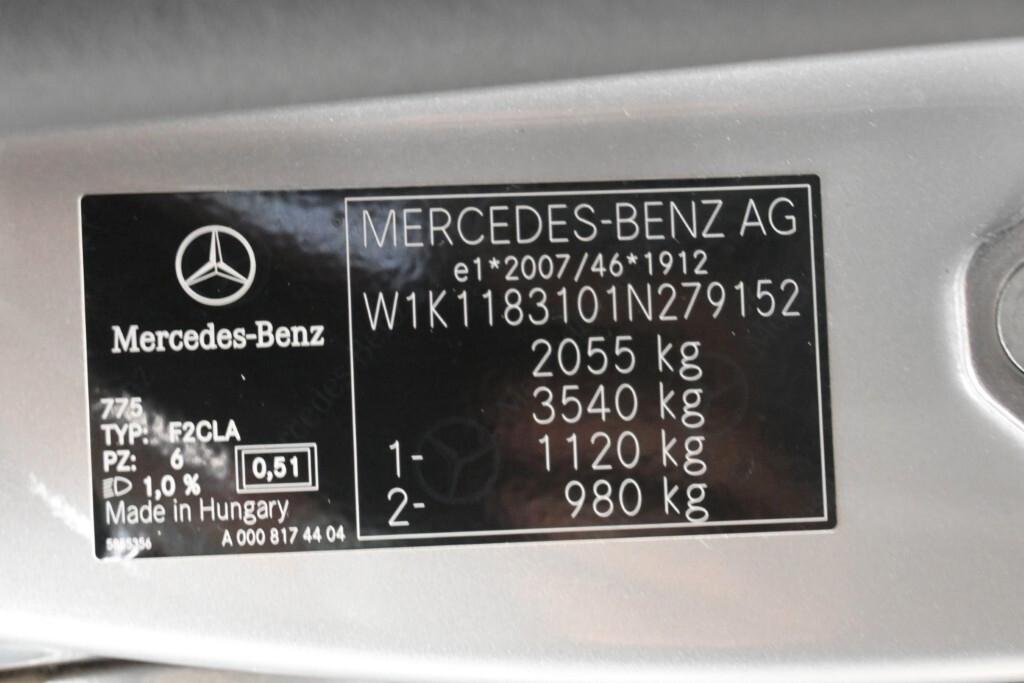 Mercedes-Benz
775
TYP: F2CLA
PZ: 6
0,51
1,0 %
Made in Hungary
A 000 817 44 04
MERCEDES-BENZ AG
e1*2007/46*1912
W1K1183101N279152
2055 kg
3540 kg
1- 1120 kg
2- 980 kg